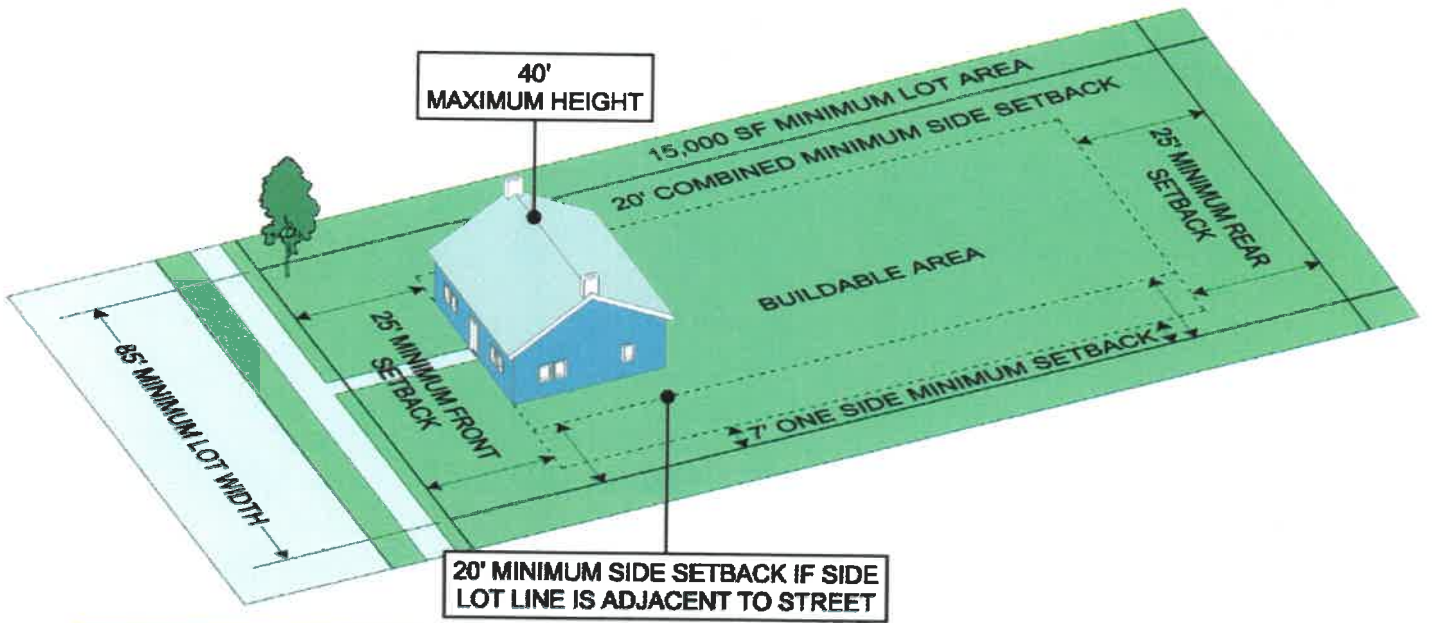 40'
MAXIMUM HEIGHT
15,000 SF MINIMUM LOT AREA
20' COMBINED MINIMUM SIDE SETBACK
25' MINIMUM REAR
SETBACK
BUILDABLE AREA
25' MINIMUM FRONT
SETBACK
85' MINIMUM LOT WIDTH
7' ONE SIDE MINIMUM SETBACK
20' MINIMUM SIDE SETBACK IF SIDE
LOT LINE IS ADJACENT TO STREET